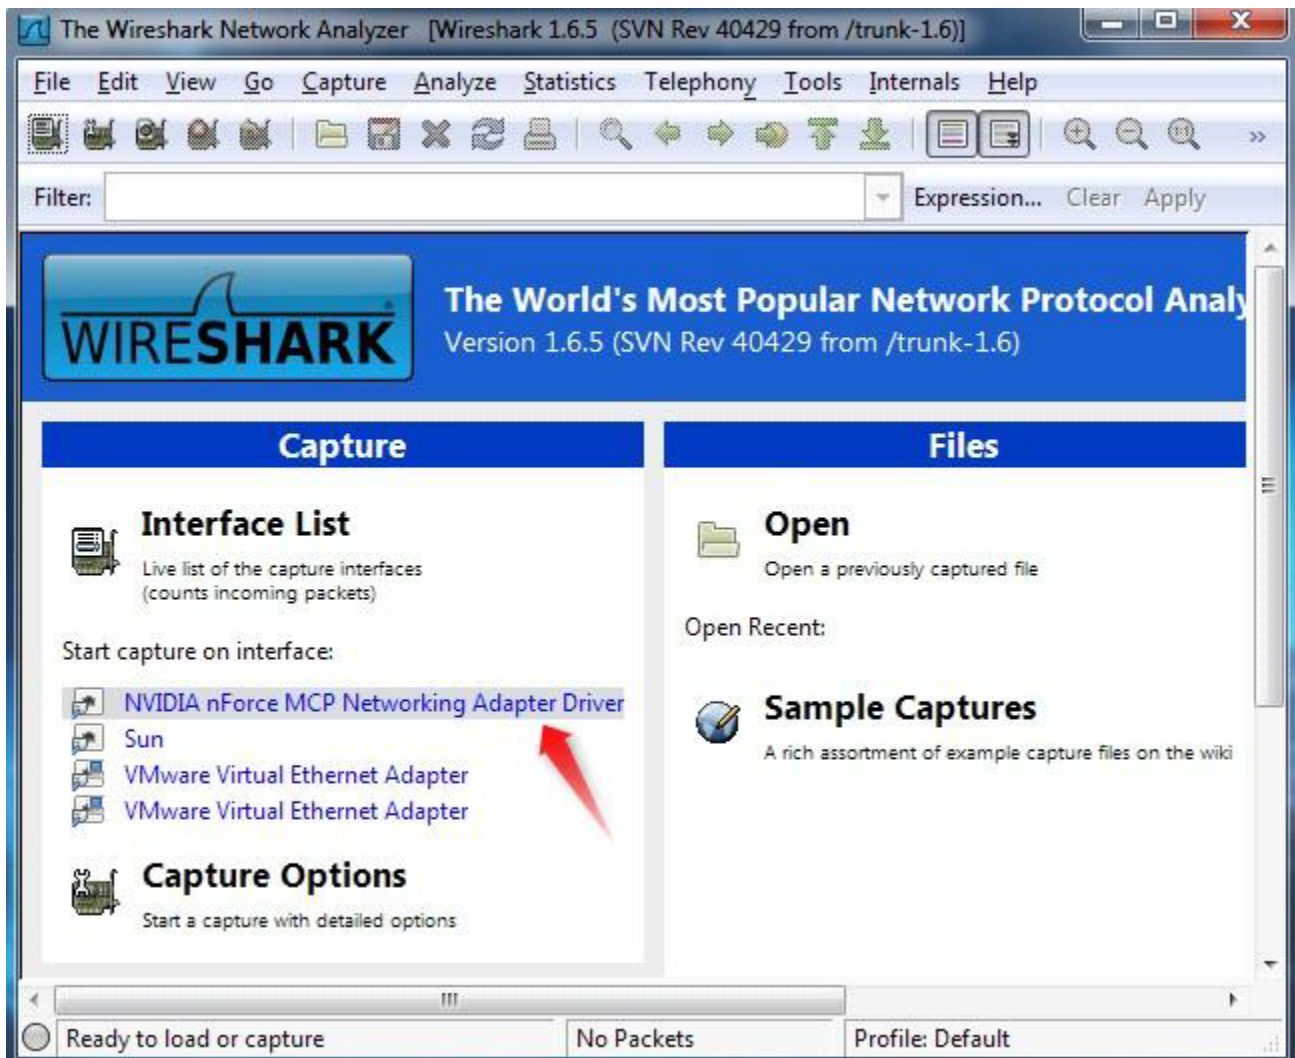 The Wireshark Network Analyzer [Wireshark 1.6.5 (SVN Rev 40429 from /trunk-1.6)]
File Edit View Go Capture Analyze Statistics Telephony Tools Internals Help
Filter: Expression... Clear Apply
WIRESHARK
The World's Most Popular Network Protocol Analy
Version 1.6.5 (SVN Rev 40429 from /trunk-1.6)
Capture
Interface List
Live list of the capture interfaces
(counts incoming packets)
Start capture on interface:
NVIDIA nForce MCP Networking Adapter Driver
Sun
VMware Virtual Ethernet Adapter
VMware Virtual Ethernet Adapter
Capture Options
Start a capture with detailed options
Files
Open
Open a previously captured file
Open Recent:
Sample Captures
A rich assortment of example capture files on the wiki
Ready to load or capture
No Packets
Profile: Default